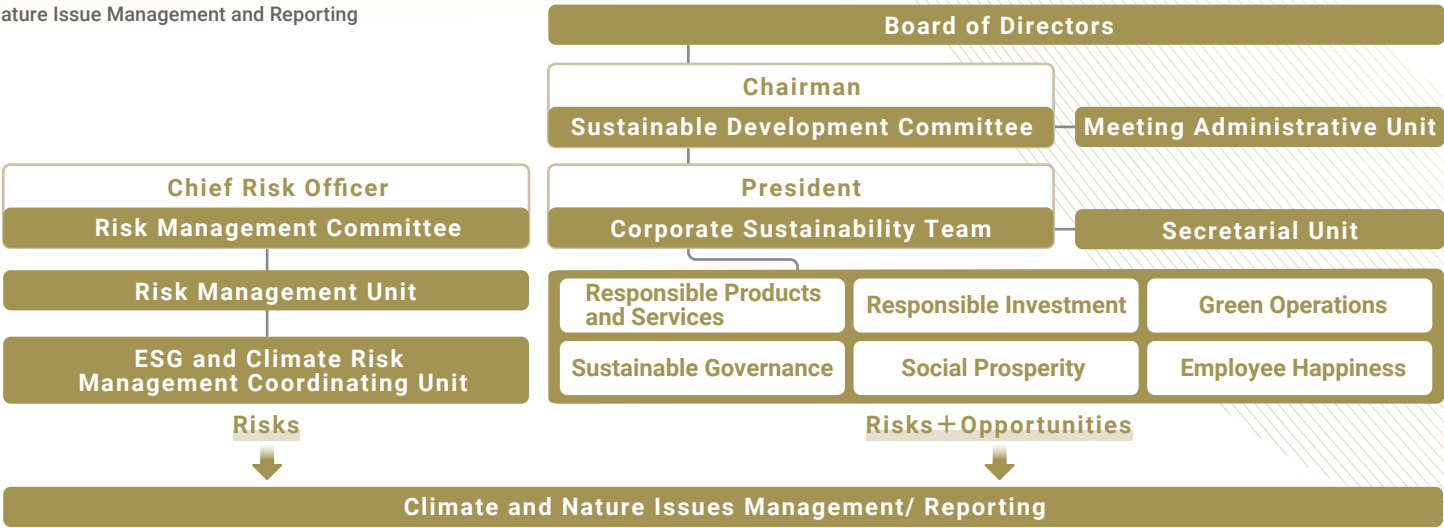 ature Issue Management and Reporting
Board of Directors
Chairman
Sustainable Development Committee
Meeting Administrative Unit
Chief Risk Officer
Risk Management Committee
President
Corporate Sustainability Team
Secretarial Unit
Risk Management Unit
ESG and Climate Risk
Management Coordinating Unit
Responsible Products
and Services
Responsible Investment
Green Operations
Sustainable Governance
Social Prosperity
Employee Happiness
Risks
Risks+Opportunities
Climate and Nature Issues Management/ Reporting